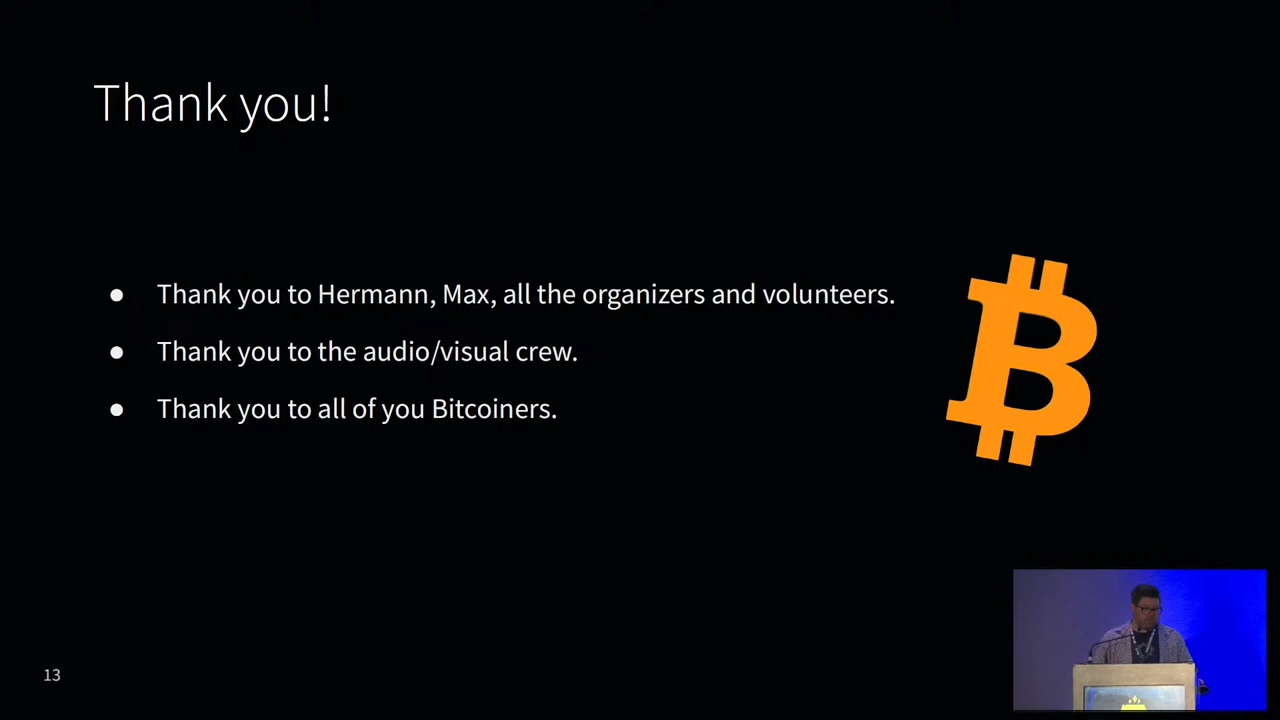 Thank you!
● Thank you to Hermann, Max, all the organizers and volunteers.
● Thank you to the audio/visual crew.
● Thank you to all of you Bitcoiners.
13